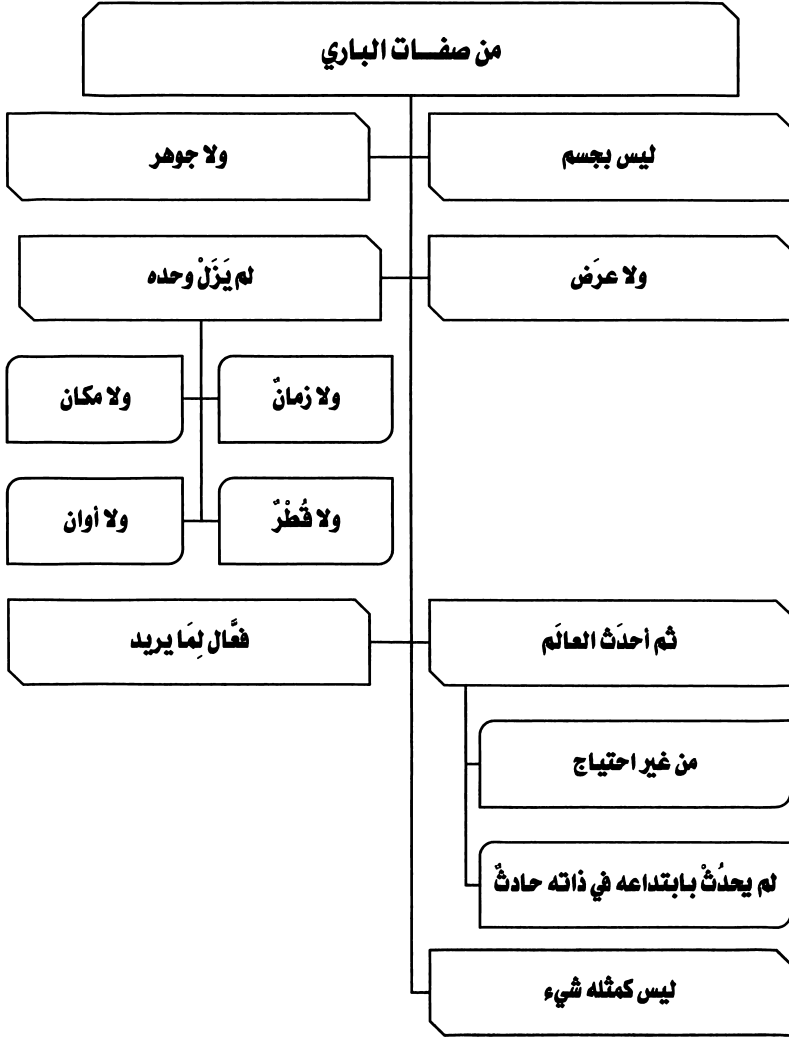 من صفات الباري
ليس بجسم
ولا جوهر
ولا عرَض
لم يَزَلْ وحده
ولا زمانٌ
ولا مكان
ولا قُطْرٌ
ولا أوان
ثم أحدَث العالَم
فعَّال لِمَا يريد
من غير احتياج
لم يحدُثْ بابتداعه في ذاته حادثٌ
ليس كمثله شيء